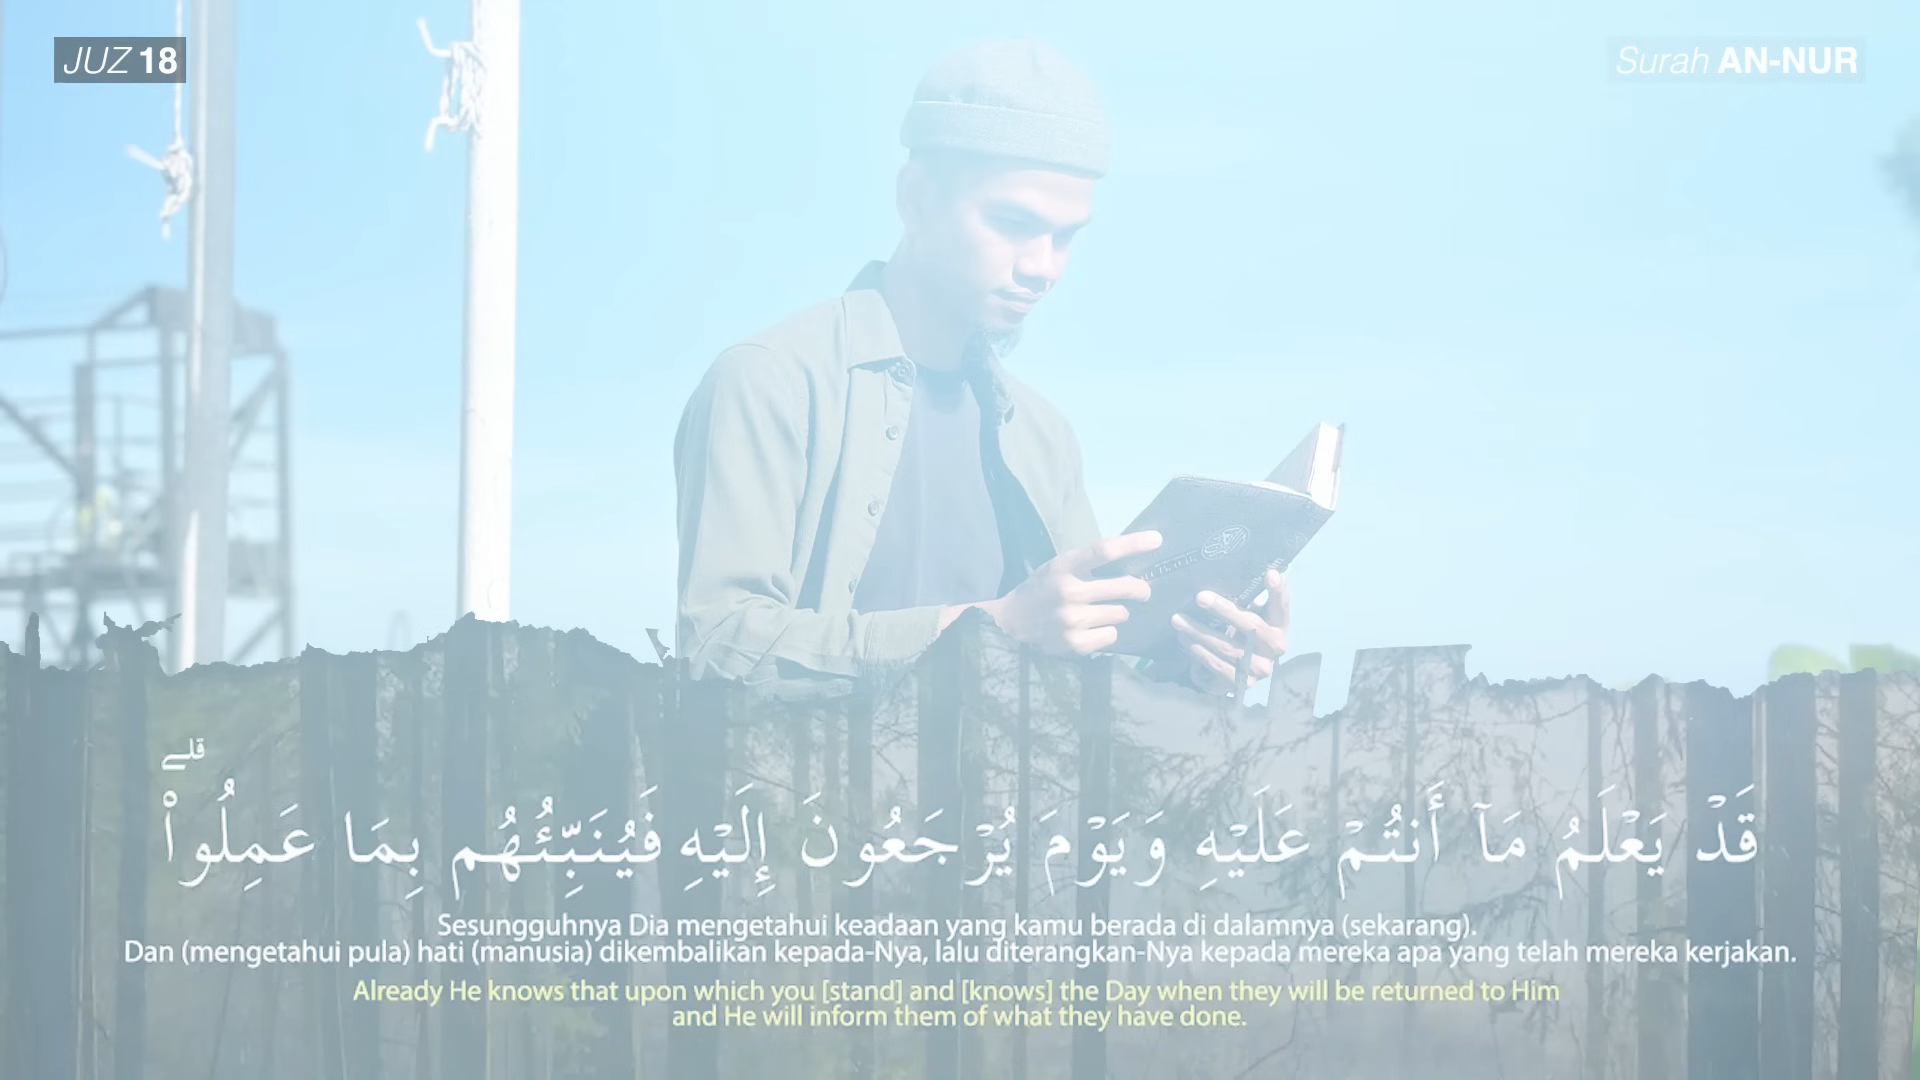 JUZ 18
Surah AN-NUR
قَدْ يَعْلَمُ مَآ أَنتُمْ عَلَيْهِ وَيَوْمَ يُرْجَعُونَ إِلَيْهِ فَيُنَبِّئُهُم بِمَا عَمِلُوا۟ ۗ
Sesungguhnya Dia mengetahui keadaan yang kamu berada di dalamnya (sekarang).
Dan (mengetahui pula) hati (manusia) dikembalikan kepada-Nya, lalu diterangkan-Nya kepada mereka apa yang telah mereka kerjakan.
Already He knows that upon which you [stand] and [knows] the Day when they will be returned to Him
and He will inform them of what they have done.